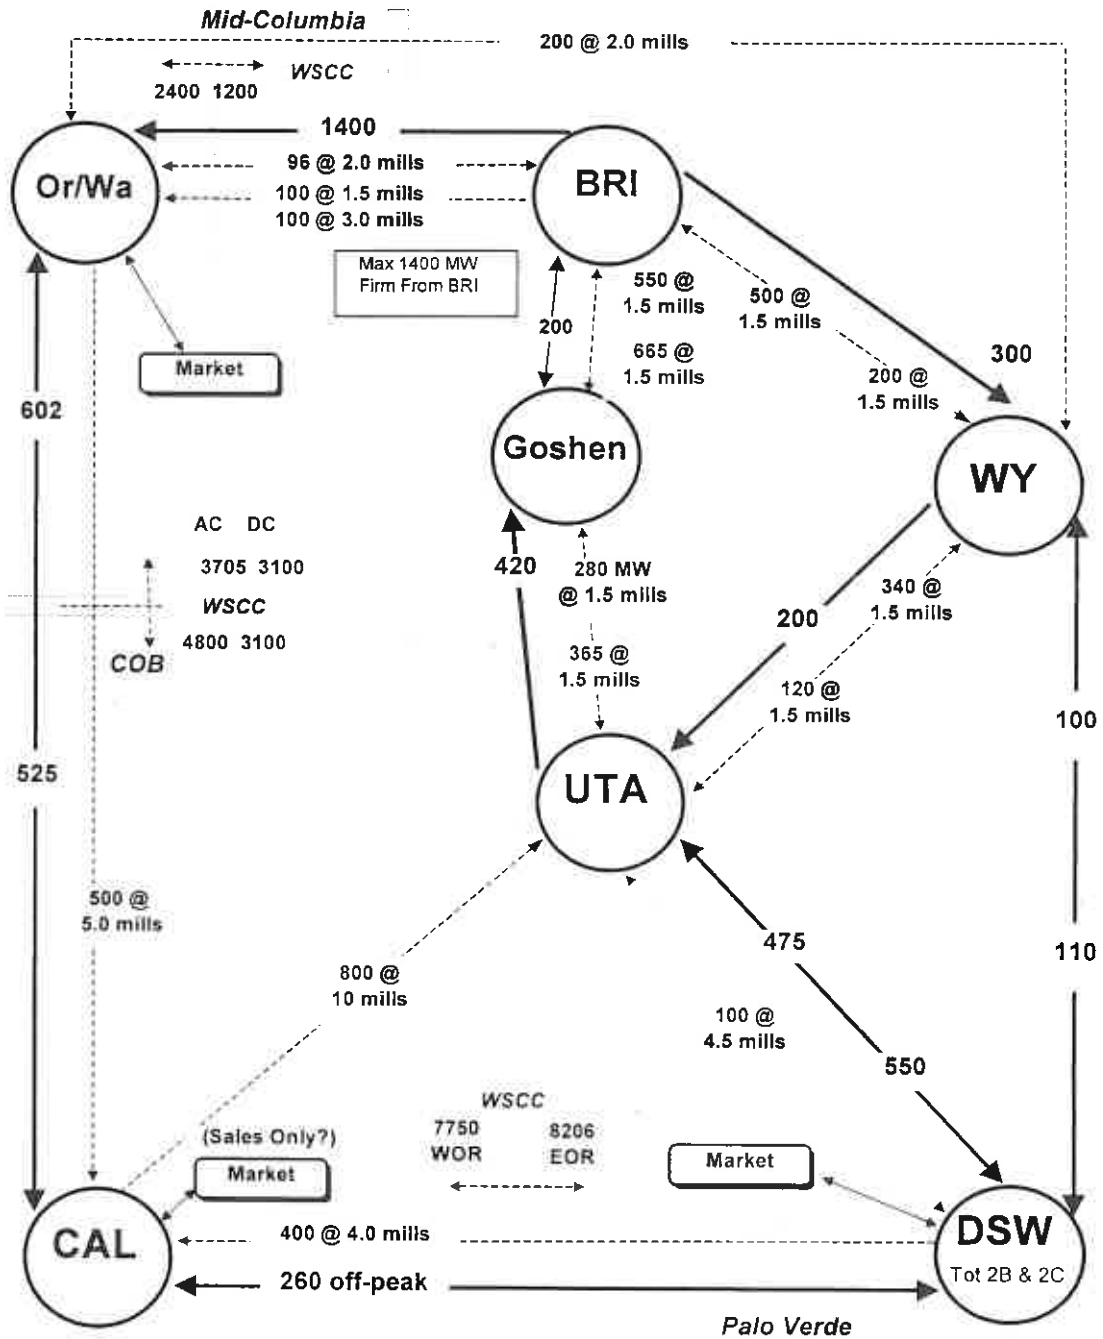 Mid-Columbia
200 @ 2.0 mills
WSCC
2400 1200
1400
96 @ 2.0 mills
100 @ 1.5 mills
100 @ 3.0 mills
Or/Wa
BRI
Max 1400 MW
Firm From BRI
550 @
1.5 mills
500 @
1.5 mills
200
665 @
1.5 mills
300
200 @
1.5 mills
Market
602
Goshen
WY
AC DC
3705 3100
WSCC
4800 3100
COB
420
280 MW
@ 1.5 mills
340 @
1.5 mills
200
365 @
1.5 mills
120 @
1.5 mills
100
525
UTA
500 @
5.0 mills
475
110
800 @
10 mills
100 @
4.5 mills
550
WSCC
7750
WOR
8206
EOR
(Sales Only?)
Market
Market
CAL
400 @ 4.0 mills
260 off-peak
DSW
Tot 2B & 2C
Palo Verde